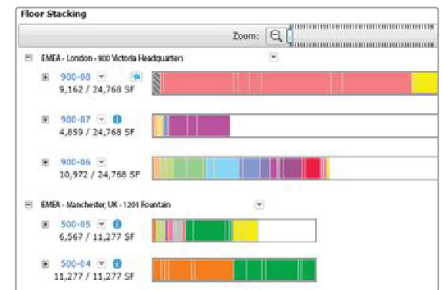 Floor Stacking
Zoom:
EMEA - London - 900 Victoria Headquarters
900-08
9,162 / 24,768 SF
900-07
4,859 / 24,768 SF
900-06
10,972 / 24,768 SF
EMEA - Manchester, UK - 1201 Fountain
500-05
6,567 / 11,277 SF
500-04
11,277 / 11,277 SF